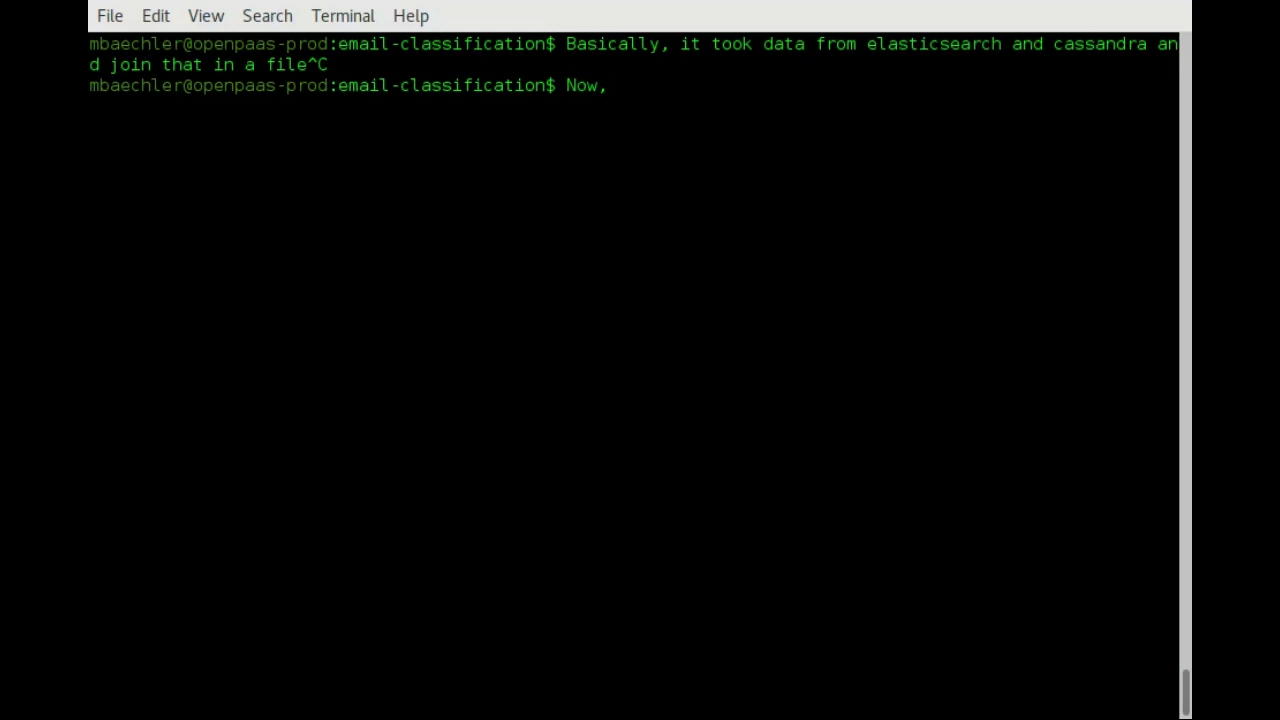 File Edit View Search Terminal Help
mbaechler@openpaas-prod:email-classification$ Basically, it took data from elasticsearch and cassandra an
d join that in a file^C
mbaechler@openpaas-prod:email-classification$ Now,